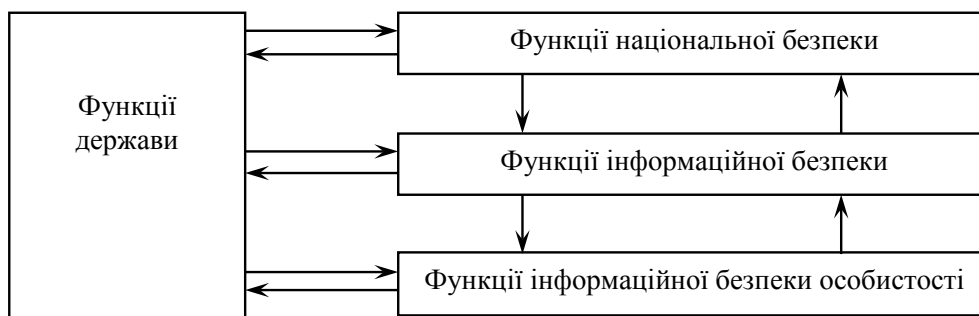 Функції національної безпеки
Функції
держави
Функції інформаційної безпеки
Функції інформаційної безпеки особистості